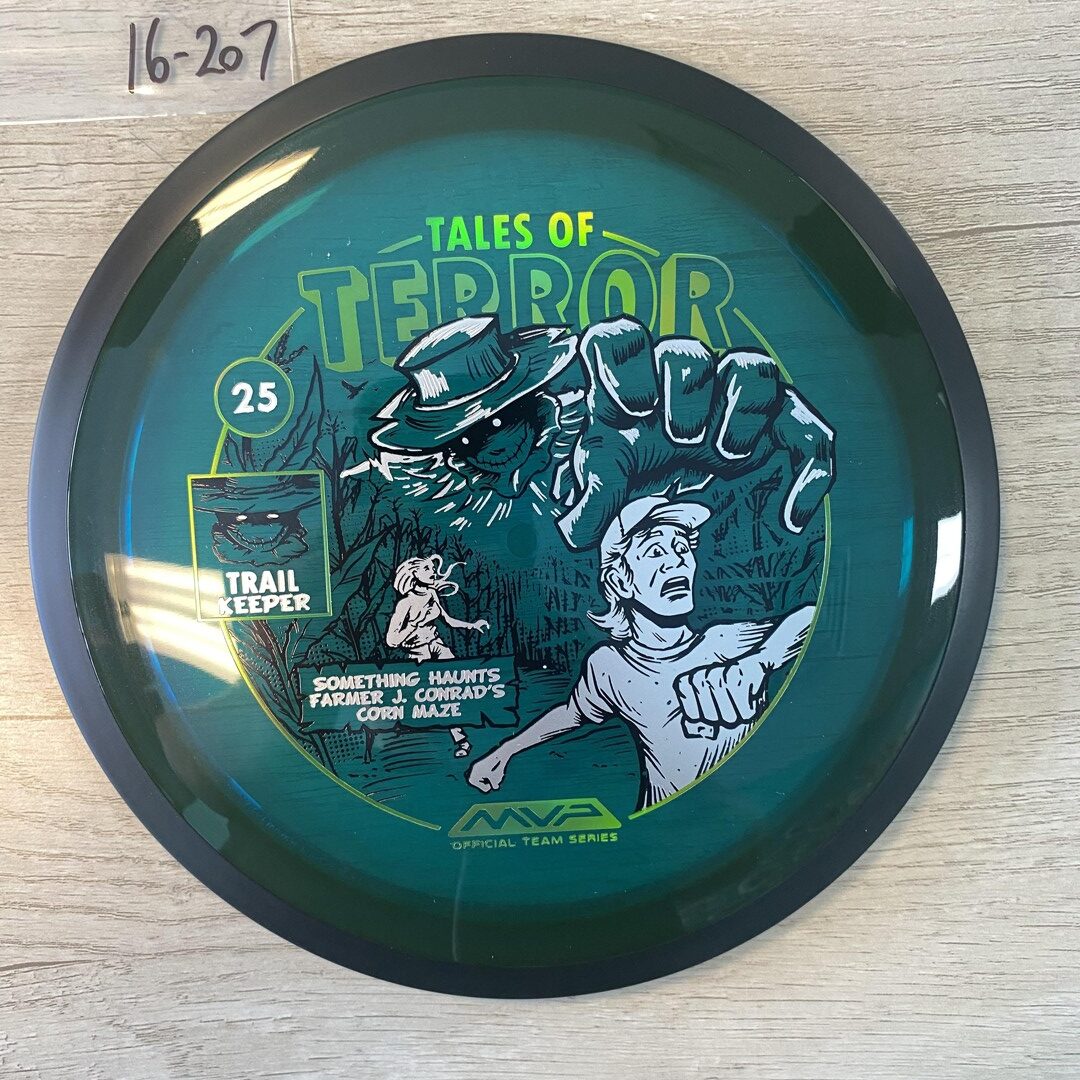 16-207
TALES OF
TERROR
25
TRAIL
KEEPER
SOMETHING HAUNTS
FARMER J. CONRAD'S
CORN MAZE
MVP
OFFICIAL TEAM SERIES